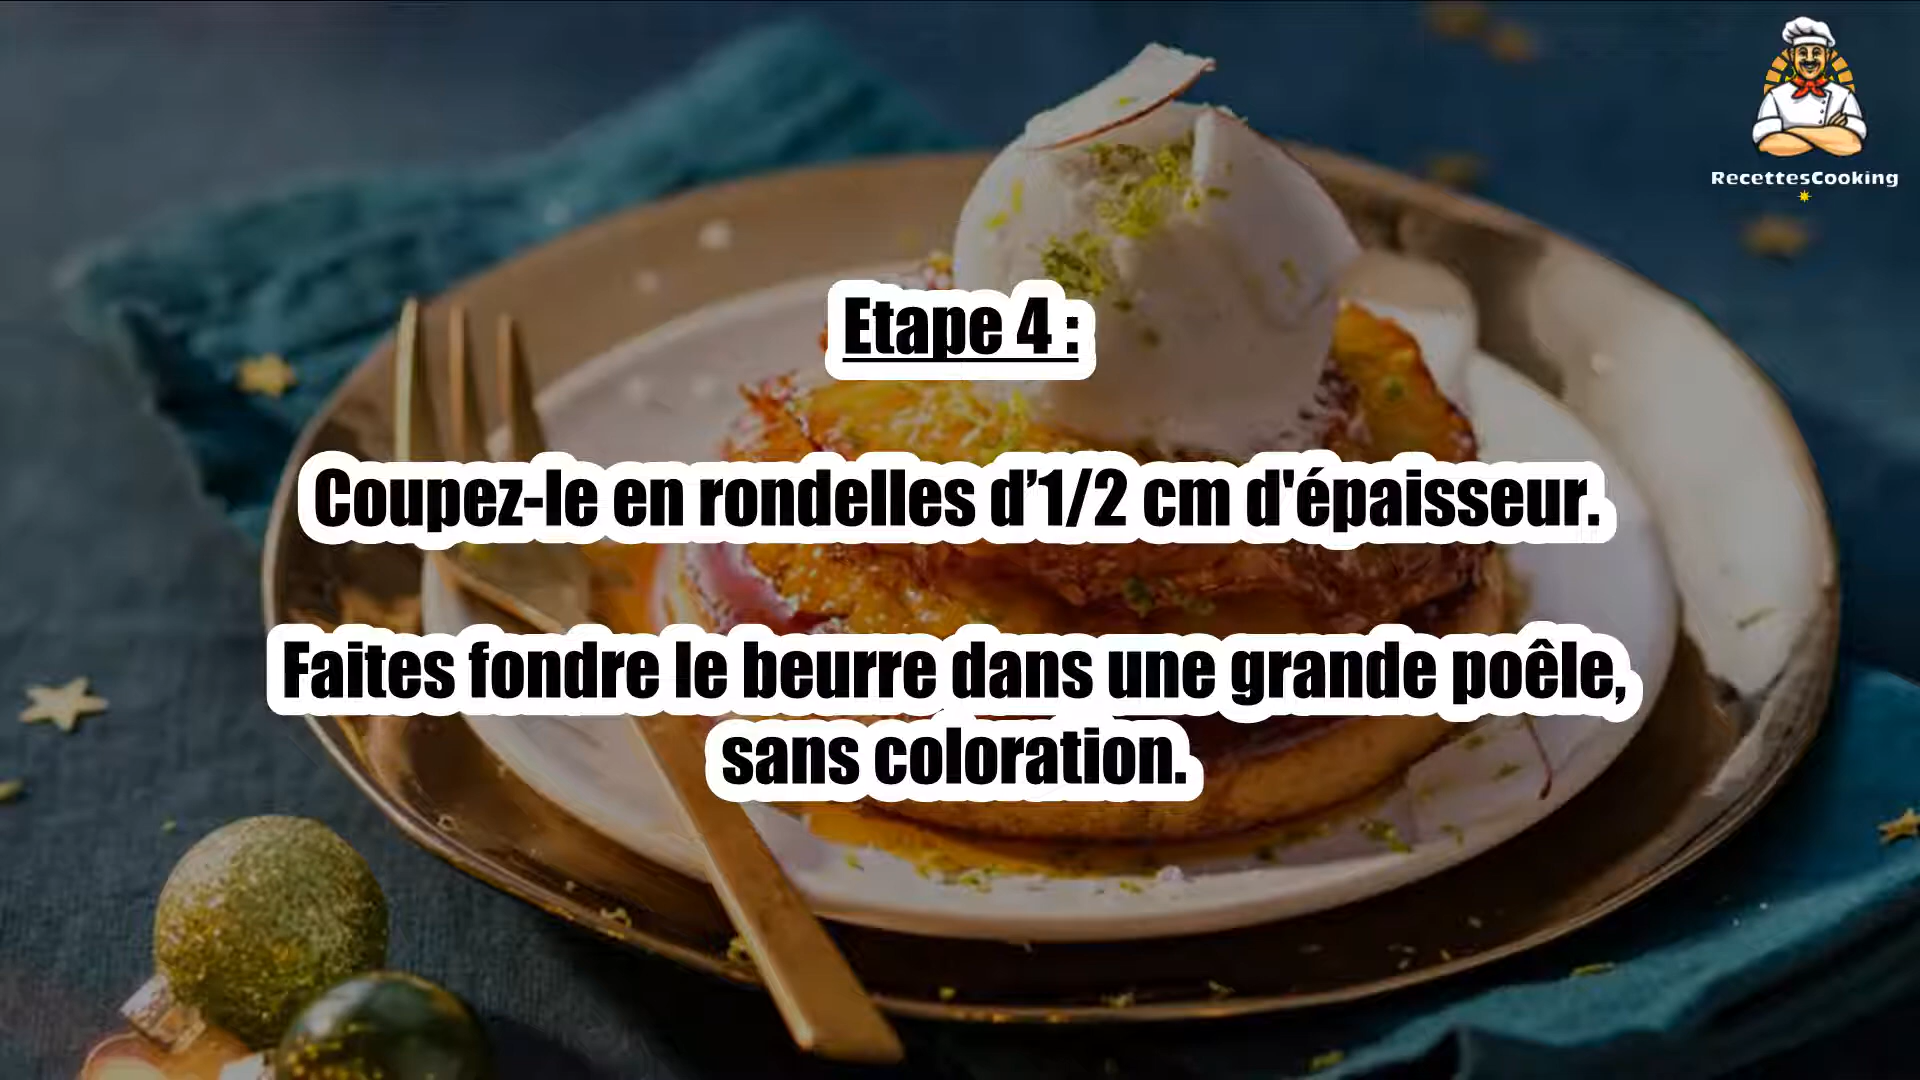 RecettesCooking
Etape 4 :
Coupez-le en rondelles d’1/2 cm d'épaisseur.
Faites fondre le beurre dans une grande poêle,
sans coloration.